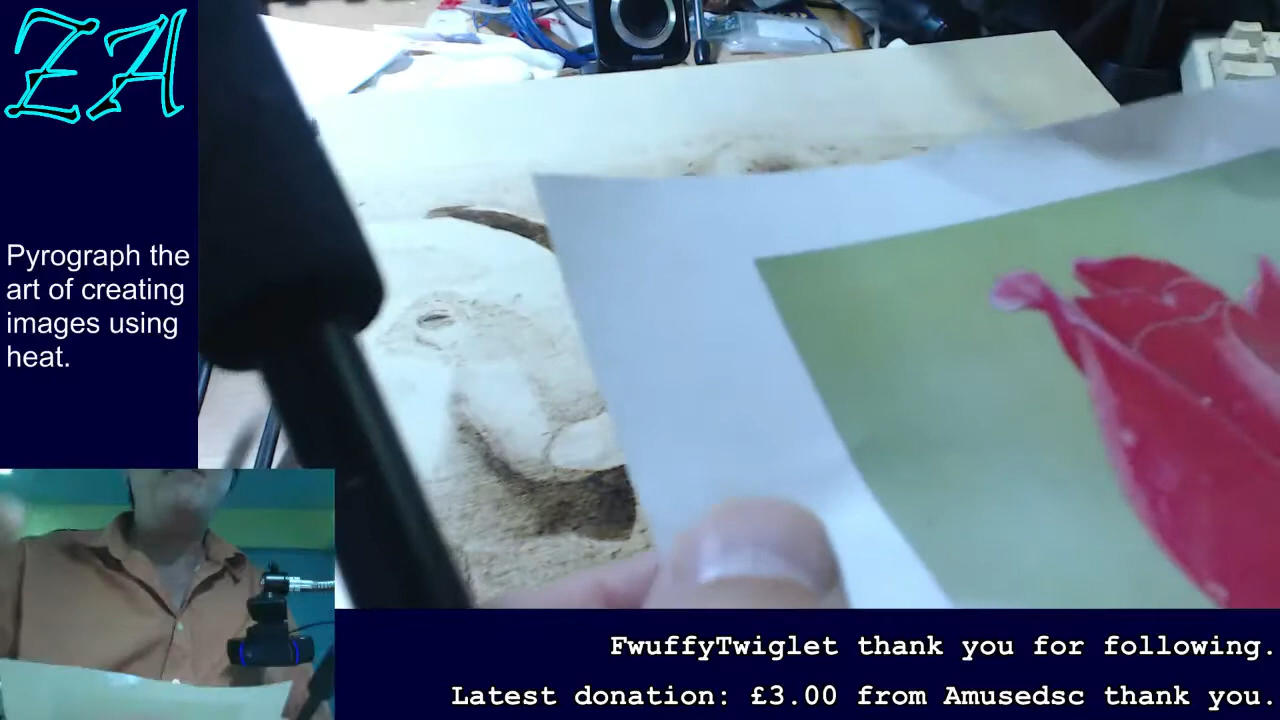 ZA
Pyrograph the
art of creating
images using
heat.
FwuffyTwiglet thank you for following.
Latest donation: £3.00 from Amusedsc thank you.